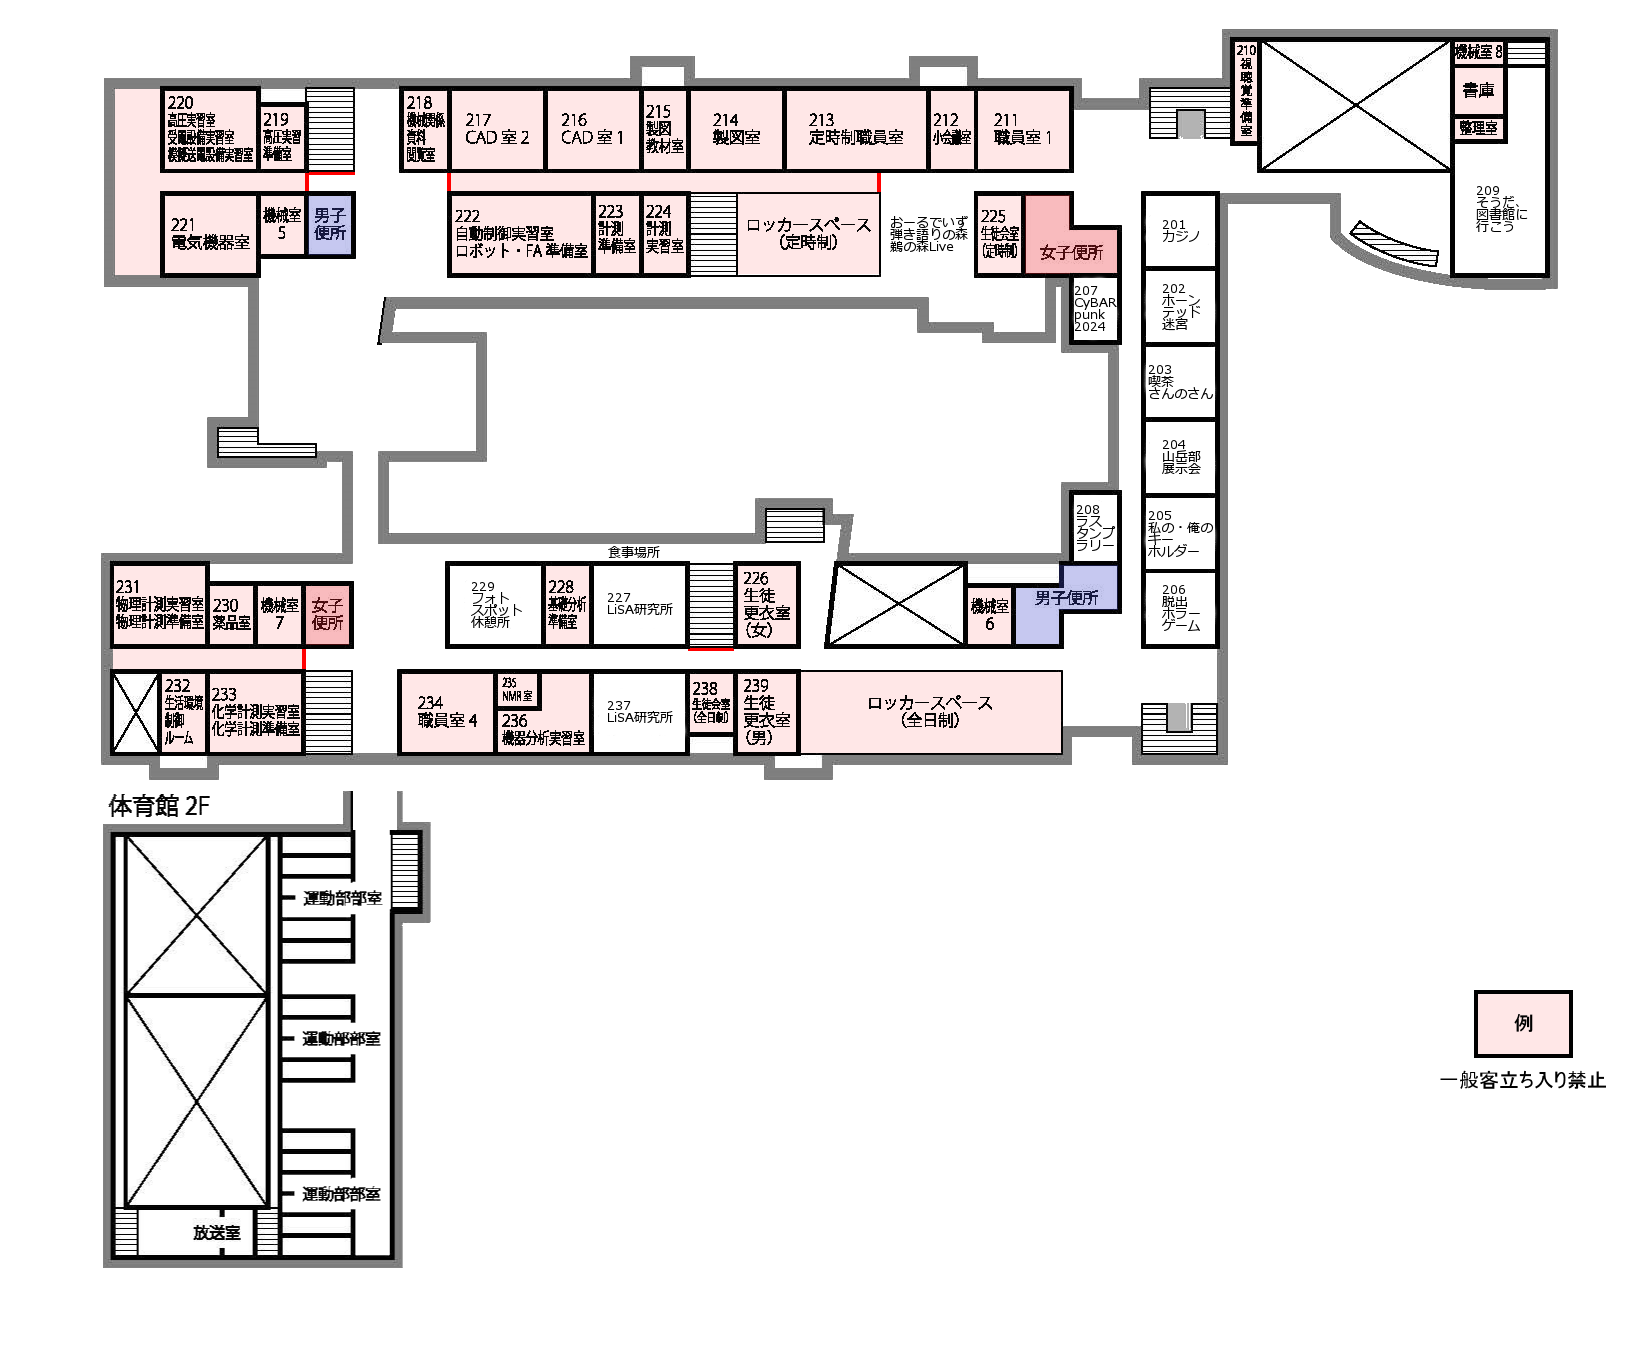 220
高圧実習室
受電設備実習室
模擬送電設備実習室
219
高圧実習
準備室
218
機械関係
資料
閲覧室
217
CAD 室 2
216
CAD 室 1
215
製図
教材室
214
製図室
213
定時制職員室
212
小会議室
211
職員室 1
210
視聴覚準備室
機械室 8
書庫
整理室
209
そうだ、
図書館に
行こう
221
電気機器室
機械室
5
男子
便所
222
自動制御実習室
ロボット・FA 準備室
223
計測
準備室
224
計測
実習室
ロッカースペース
(定時制)
おーるでいず
弾き語りの森
鵜の森Live
225
生徒会室
(定時制)
女子便所
207
CyBAR
punk
2024
201
カジノ
202
ホーン
テッド
迷宮
203
喫茶
さんのさん
204
山岳部
展示会
205
私の・俺の
キー
ホルダー
206
脱出
ホラー
ゲーム
208
ラス
タンプ
ラリー
食事場所
231
物理計測実習室
物理計測準備室
230
薬品室
機械室
7
女子
便所
229
フォト
スポット
休憩所
228
基礎分析
準備室
227
LiSA研究所
226
生徒
更衣室
(女)
機械室
6
男子便所
232
生活環境
制御
ルーム
233
化学計測実習室
化学計測準備室
234
職員室 4
235
NMR 室
236
機器分析実習室
237
LiSA研究所
238
生徒会室
(全日制)
239
生徒
更衣室
(男)
ロッカースペース
(全日制)
体育館 2F
運動部部室
運動部部室
運動部部室
放送室
例
一般客立ち入り禁止